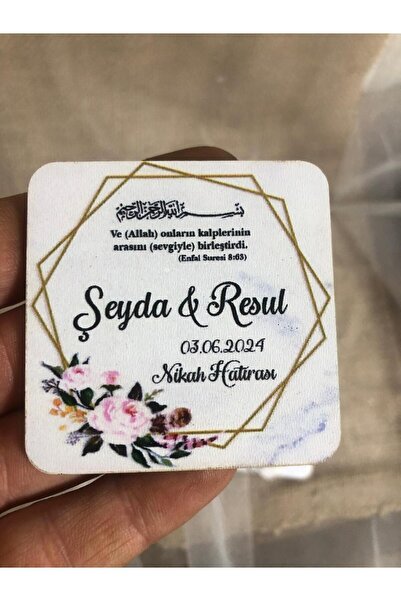 بسم الله الرحمن الرحيم
Ve (Allah) onların kalplerinin
arasını (sevgiyle) birleştirdi.
(Enfal Suresi 8:63)
Şeyda & Resul
03.06.2024
Nikah Hatırası